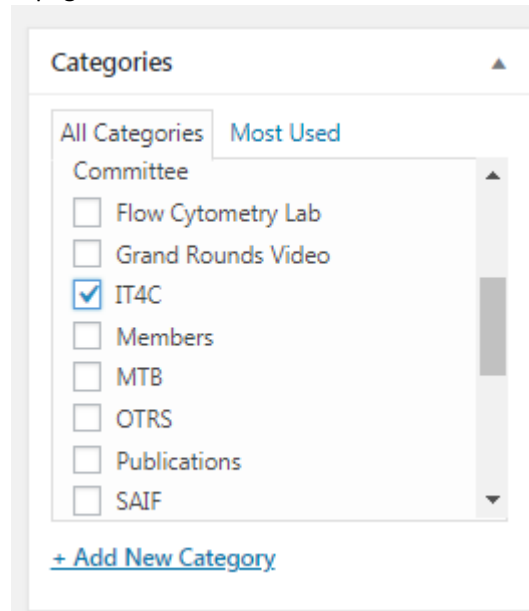 Categories
All Categories Most Used
Committee
Flow Cytometry Lab
Grand Rounds Video
IT4C
Members
MTB
OTRS
Publications
SAIF
+ Add New Category